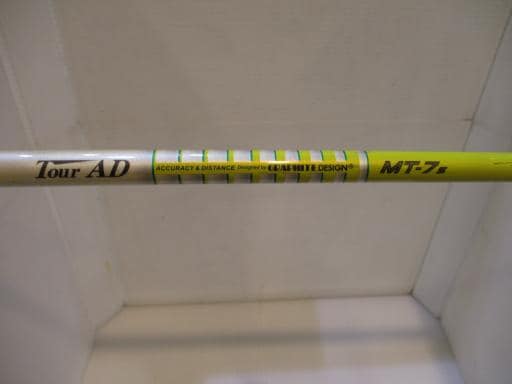 Tour AD ACCURACY & DISTANCE Designed by GRAPHITE DESIGN® MT-7s